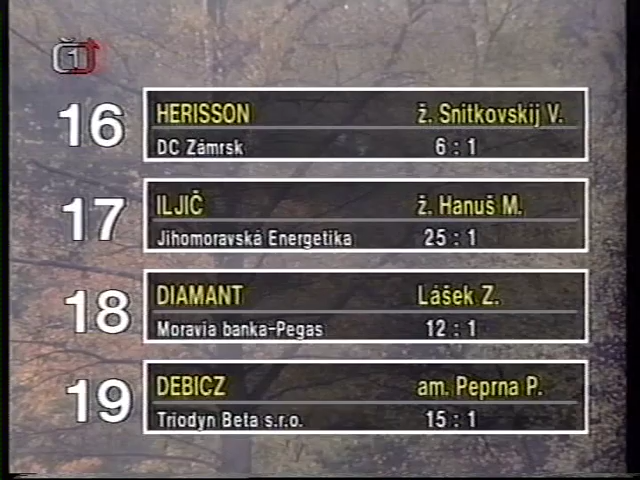 Č1
16
HERISSON ž. Snitkovskij V.
DC Zámrsk 6 : 1
17
ILJIČ ž. Hanuš M.
Jihomoravská Energetika 25 : 1
18
DIAMANT Lášek Z.
Moravia banka-Pegas 12 : 1
19
DEBICZ am. Peprna P.
Triodyn Beta s.r.o. 15 : 1